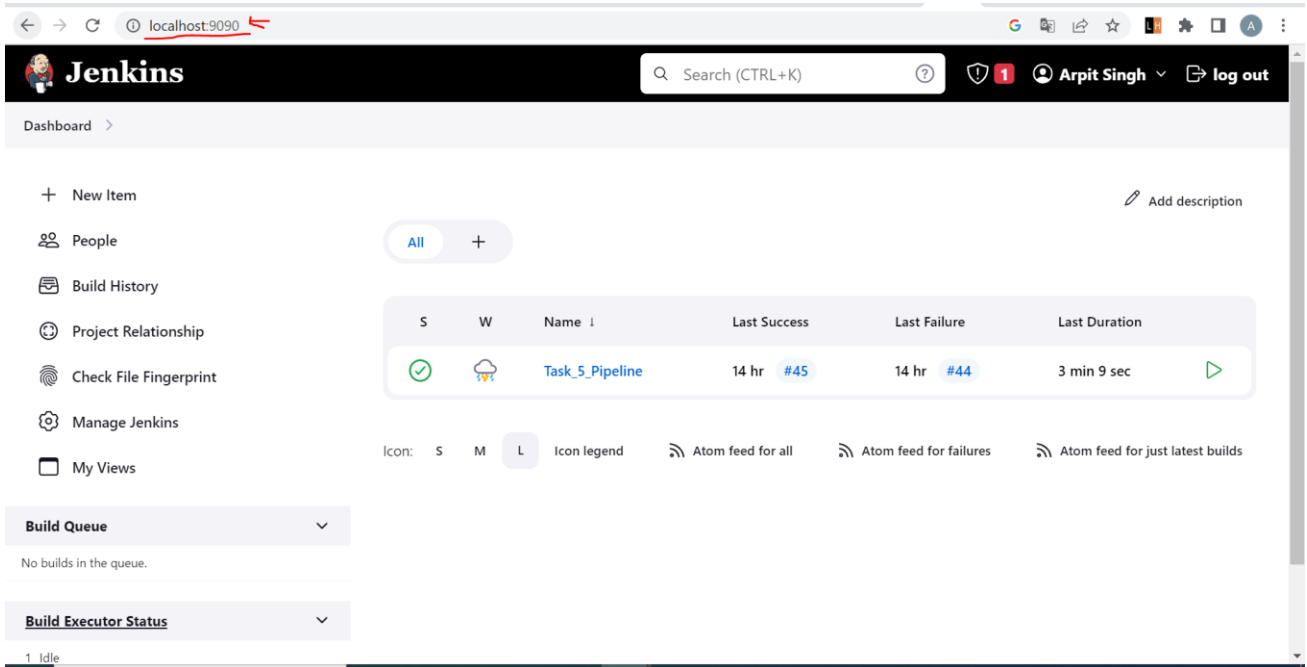 localhost:9090
G
LH
A
Jenkins
Search (CTRL+K)
?
1
Arpit Singh
log out
Dashboard
New Item
Add description
People
All +
Build History
S W Name ↓ Last Success Last Failure Last Duration
Project Relationship
Task_5_Pipeline 14 hr #45 14 hr #44 3 min 9 sec
Check File Fingerprint
Manage Jenkins
Icon: S M L Icon legend Atom feed for all Atom feed for failures Atom feed for just latest builds
My Views
Build Queue
No builds in the queue.
Build Executor Status
1 Idle